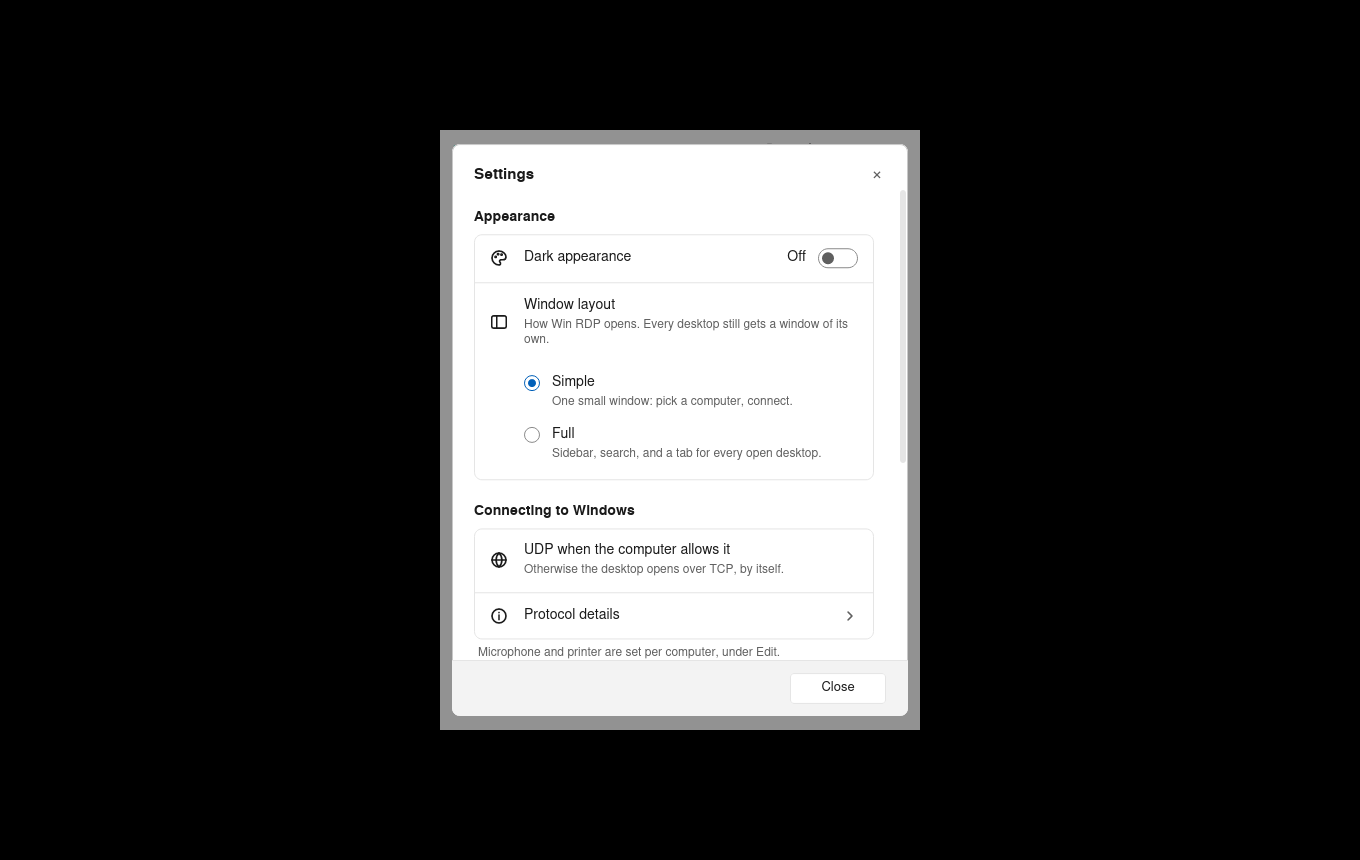 Settings
×
Appearance
Dark appearance
Off
Window layout
How Win RDP opens. Every desktop still gets a window of its
own.
Simple
One small window: pick a computer, connect.
Full
Sidebar, search, and a tab for every open desktop.
Connecting to Windows
UDP when the computer allows it
Otherwise the desktop opens over TCP, by itself.
Protocol details
Microphone and printer are set per computer, under Edit.
Close